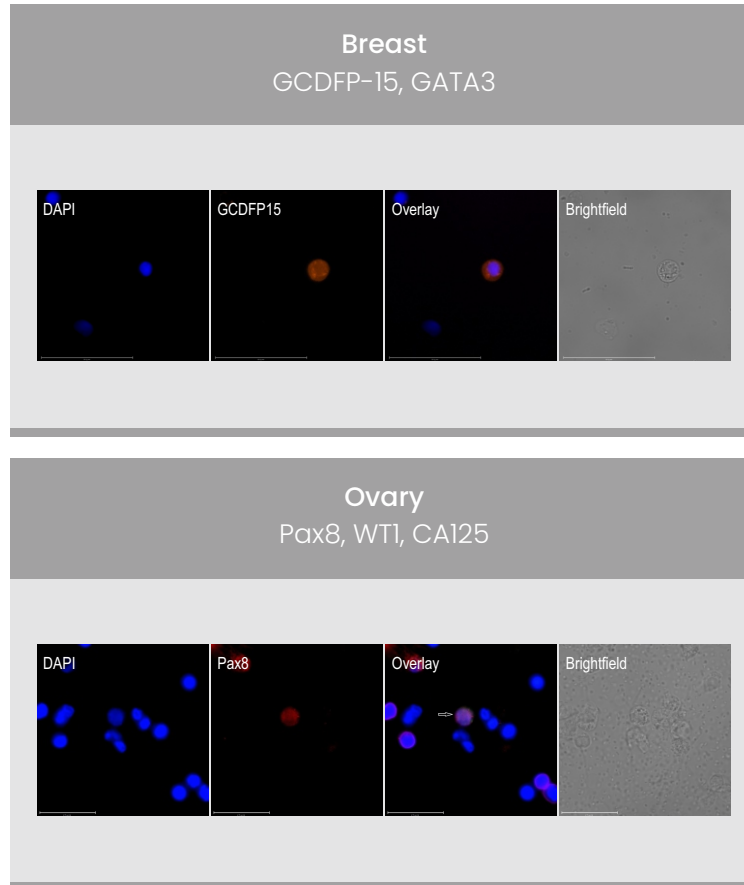 Breast
GCDFP-15, GATA3
DAPI
GCDFP15
Overlay
Brightfield
Ovary
Pax8, WT1, CA125
DAPI
Pax8
Overlay
Brightfield